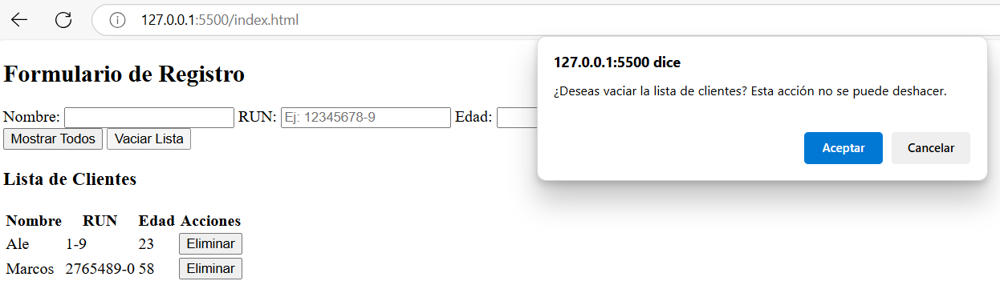 127.0.0.1:5500/index.html
127.0.0.1:5500 dice
¿Deseas vaciar la lista de clientes? Esta acción no se puede deshacer.
Aceptar Cancelar
Formulario de Registro
Nombre: RUN: Ej: 12345678-9 Edad:
Mostrar Todos Vaciar Lista
Lista de Clientes
Nombre RUN Edad Acciones
Ale 1-9 23 Eliminar
Marcos 2765489-0 58 Eliminar